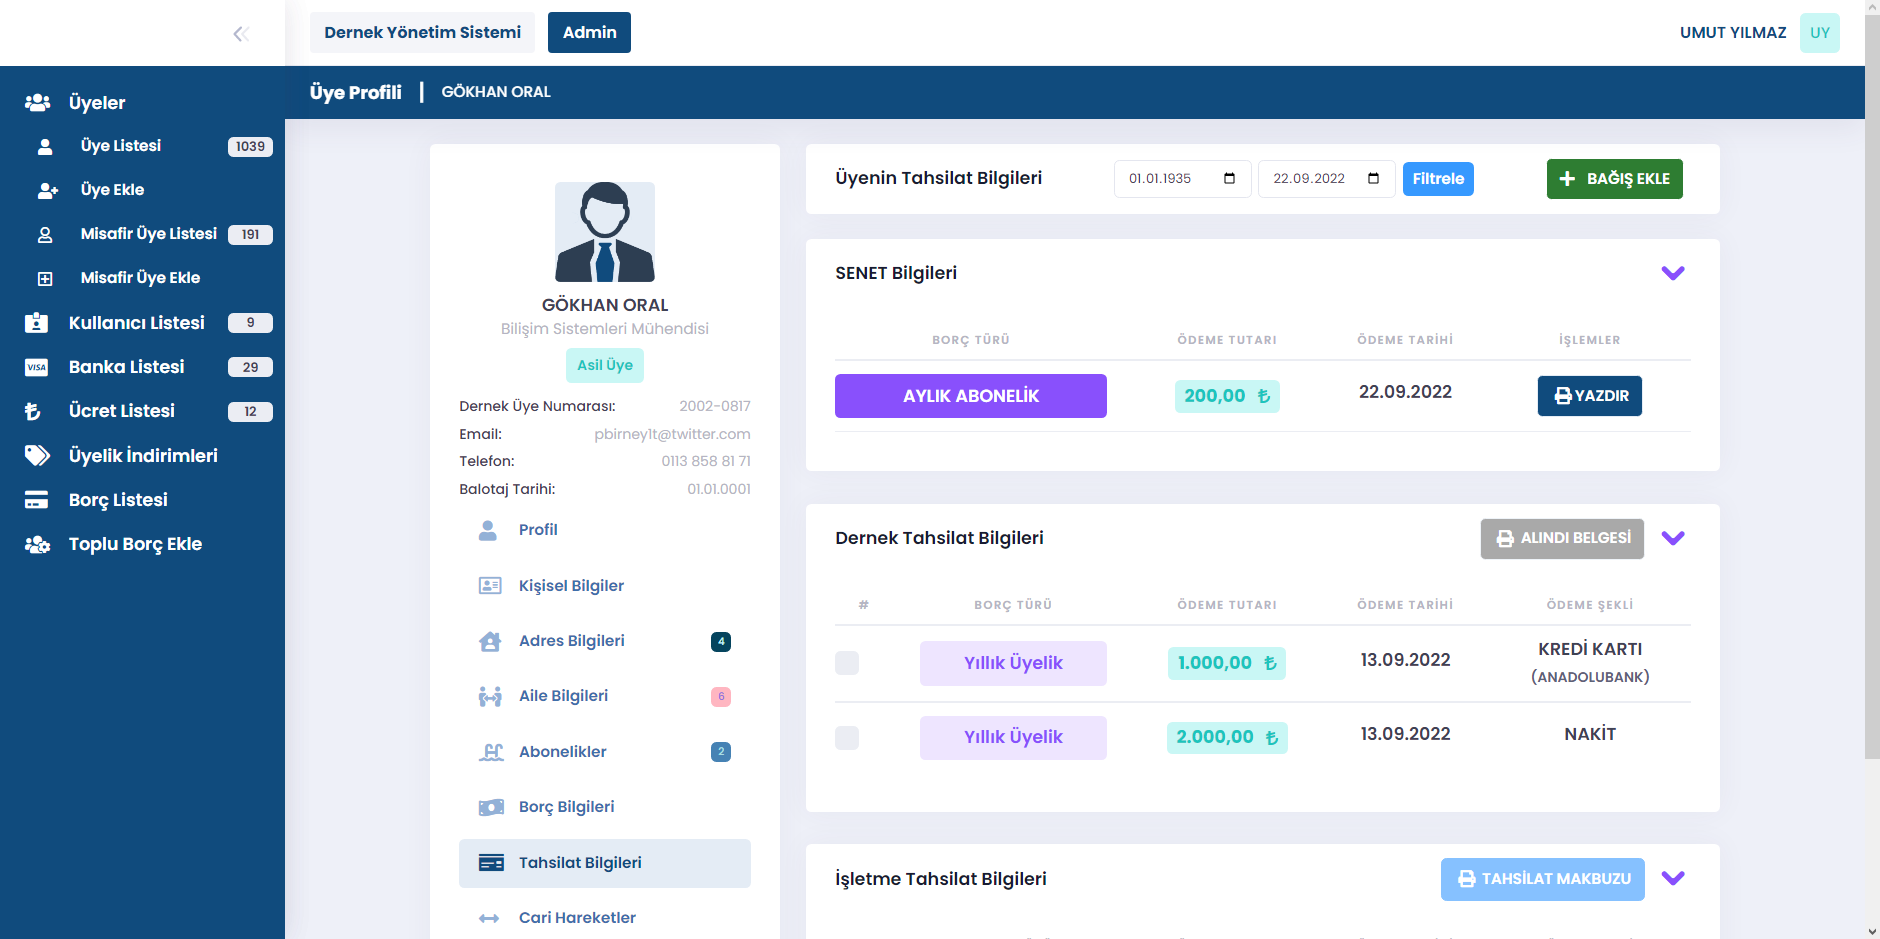 Dernek Yönetim Sistemi
Admin
UMUT YILMAZ
UY
Üye Profili
GÖKHAN ORAL
Üyeler
Üye Listesi 1039
Üye Ekle
Misafir Üye Listesi 191
Misafir Üye Ekle
Kullanıcı Listesi 9
VISA Banka Listesi 29
Ücret Listesi 12
Üyelik İndirimleri
Borç Listesi
Toplu Borç Ekle
GÖKHAN ORAL
Bilişim Sistemleri Mühendisi
Asil Üye
Dernek Üye Numarası: 2002-0817
Email: pbirney1t@twitter.com
Telefon: 0113 858 81 71
Balotaj Tarihi: 01.01.0001
Profil
Kişisel Bilgiler
Adres Bilgileri 4
Aile Bilgileri 6
Abonelikler 2
Borç Bilgileri
Tahsilat Bilgileri
Cari Hareketler
Üyenin Tahsilat Bilgileri 01.01.1935 22.09.2022 Filtrele BAĞIŞ EKLE
SENET Bilgileri
BORÇ TÜRÜ ÖDEME TUTARI ÖDEME TARİHİ İŞLEMLER
AYLIK ABONELİK 200,00 ₺ 22.09.2022 YAZDIR
Dernek Tahsilat Bilgileri ALINDI BELGESİ
# BORÇ TÜRÜ ÖDEME TUTARI ÖDEME TARİHİ ÖDEME ŞEKLİ
Yıllık Üyelik 1.000,00 ₺ 13.09.2022 KREDİ KARTI
(ANADOLUBANK)
Yıllık Üyelik 2.000,00 ₺ 13.09.2022 NAKİT
İşletme Tahsilat Bilgileri TAHSİLAT MAKBUZU